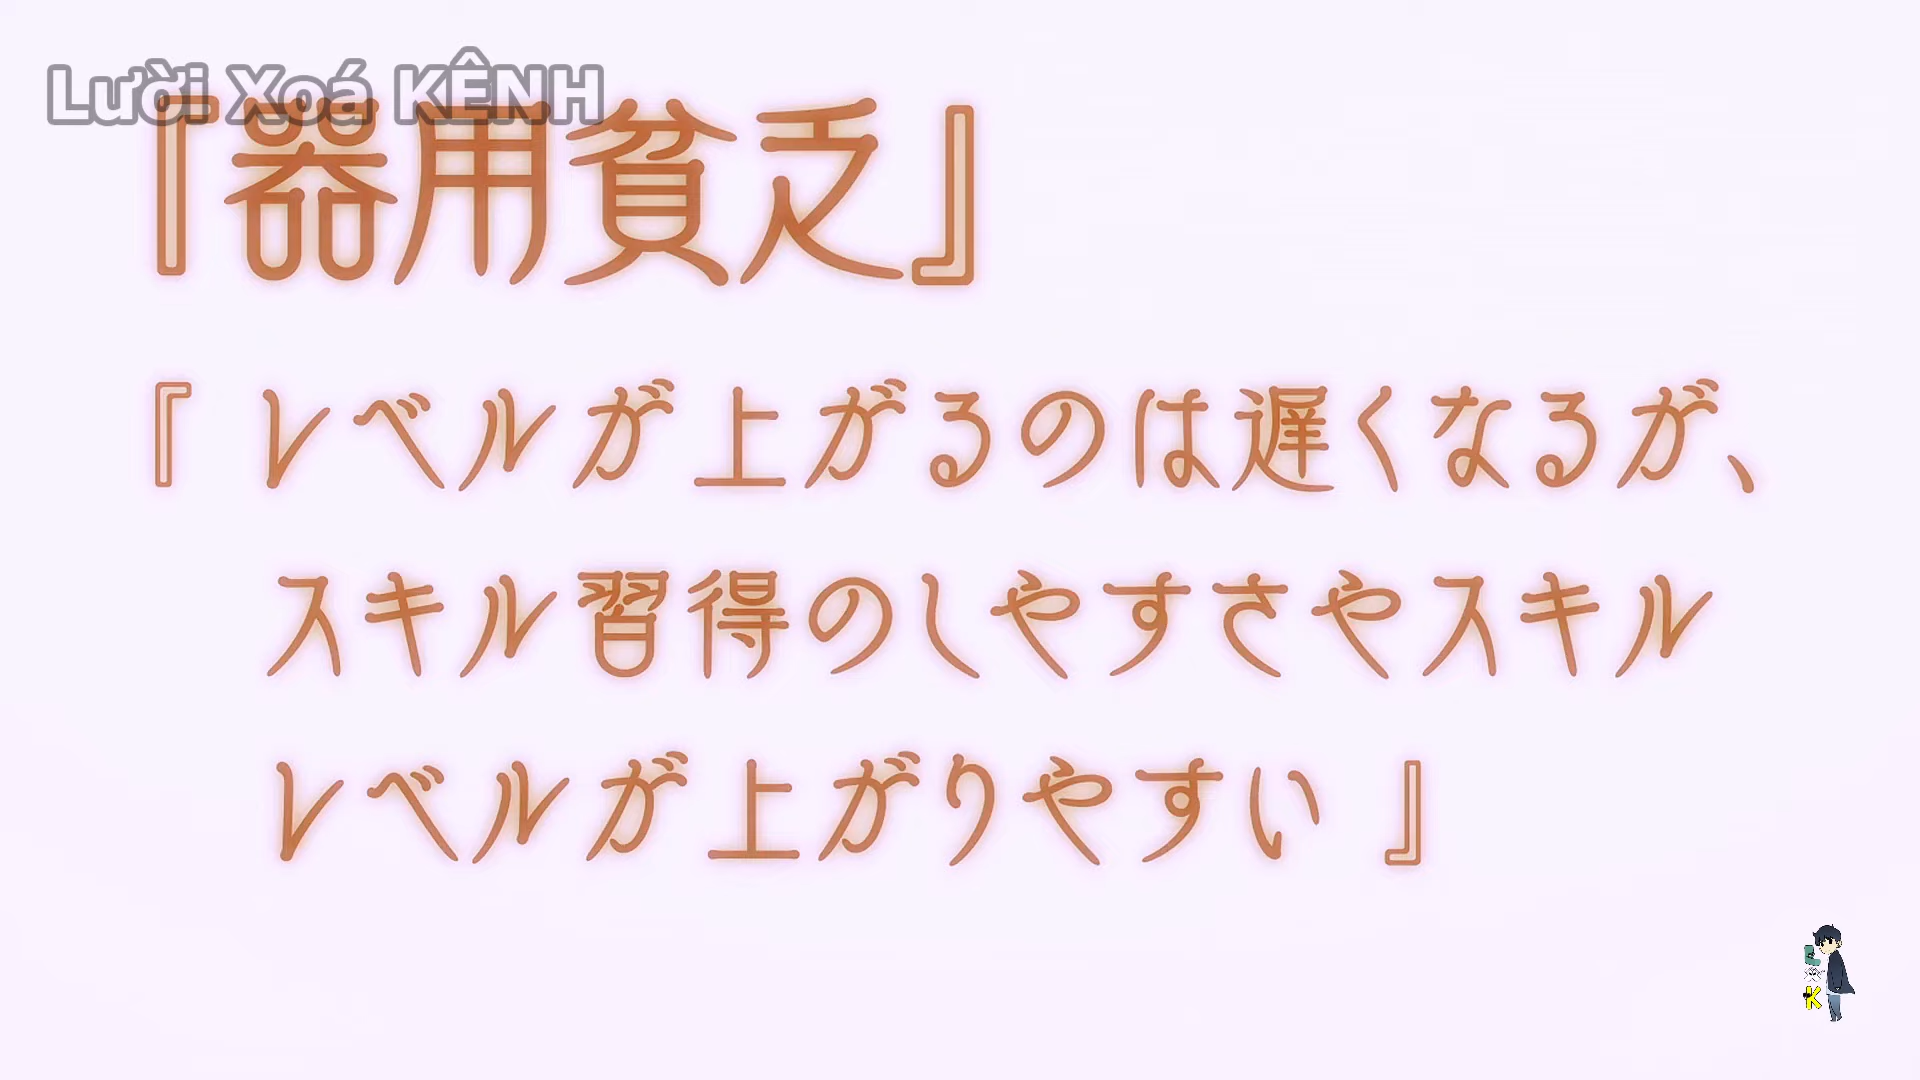 Lười Xoá KÊNH
『器用貧乏』
『レベルが上がるのは遅くなるが、
スキル習得のしやすさやスキル
レベルが上がりやすい』
L
X
K